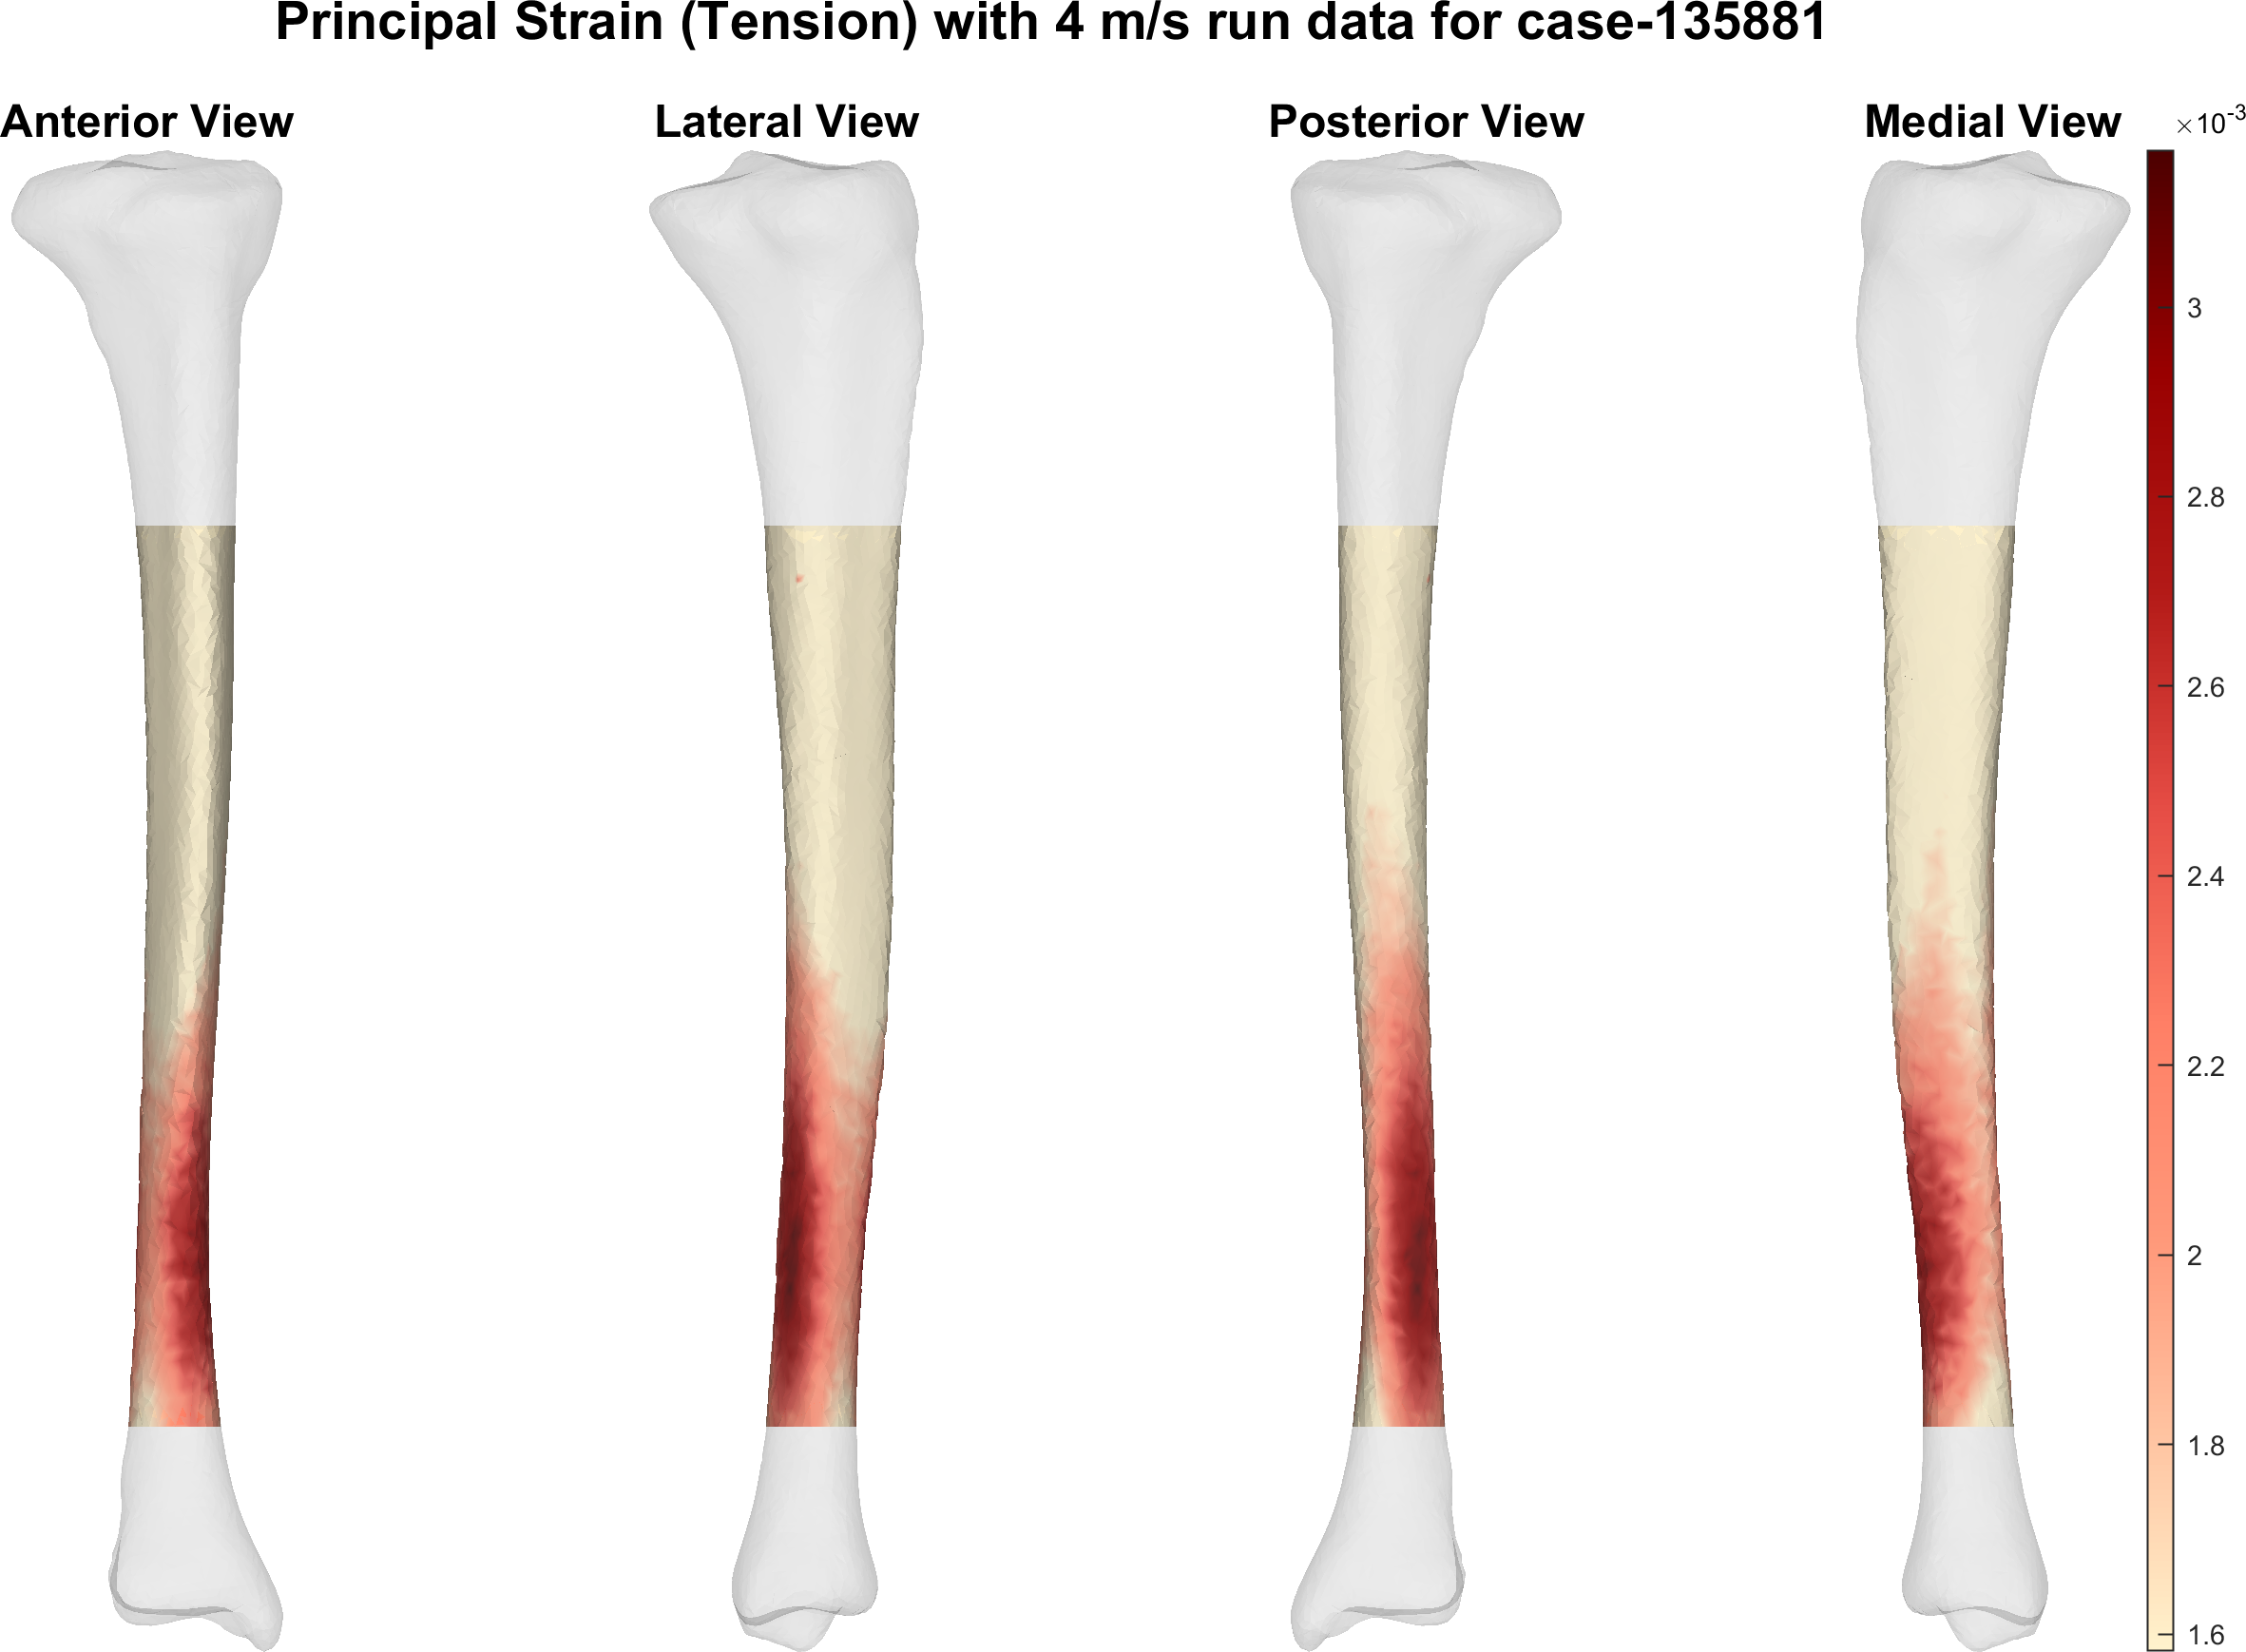 Principal Strain (Tension) with 4 m/s run data for case-135881
Anterior View
Lateral View
Posterior View
Medial View
×10-3
3
2.8
2.6
2.4
2.2
2
1.8
1.6